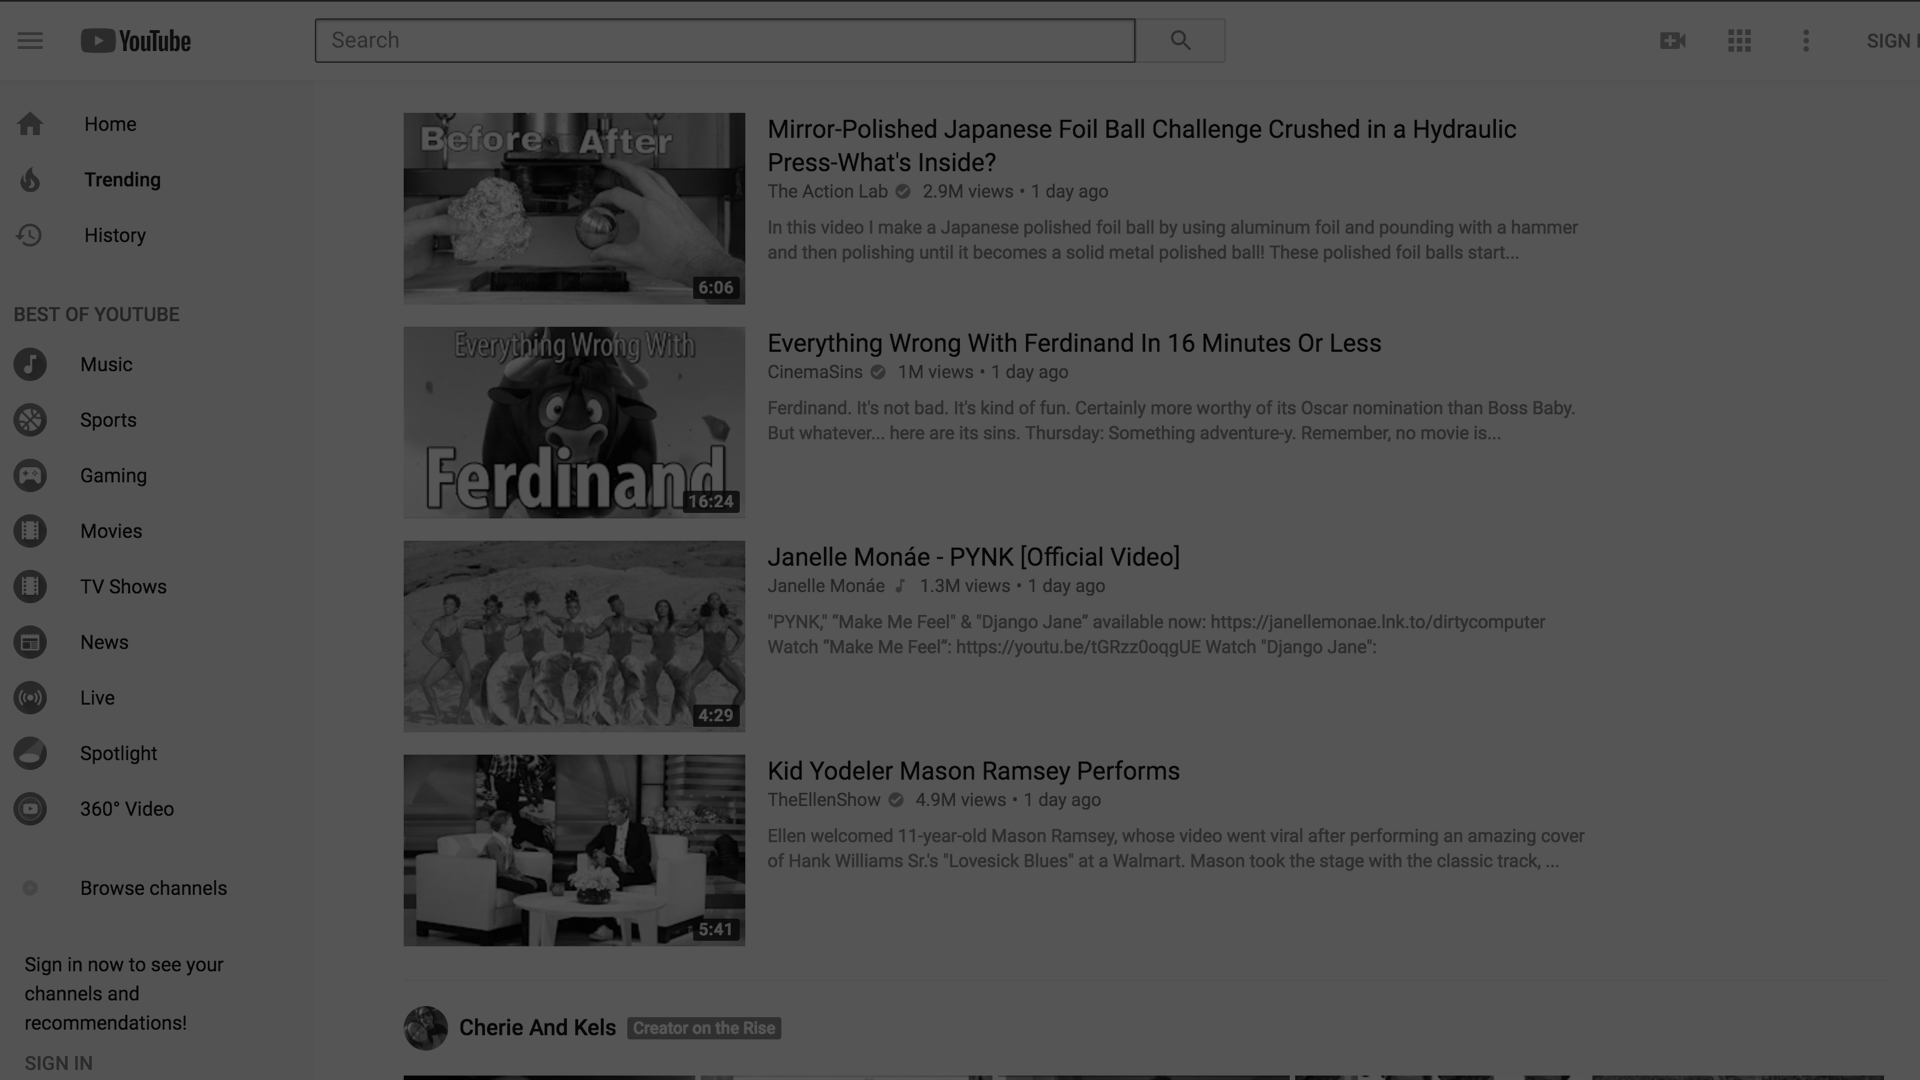 YouTube
Search
SIGN
Home
Trending
History
BEST OF YOUTUBE
Music
Sports
Gaming
Movies
TV Shows
News
Live
Spotlight
360° Video
Browse channels
Sign in now to see your
channels and
recommendations!
SIGN IN
Before After
6:06
Mirror-Polished Japanese Foil Ball Challenge Crushed in a Hydraulic
Press-What's Inside?
The Action Lab 2.9M views • 1 day ago
In this video I make a Japanese polished foil ball by using aluminum foil and pounding with a hammer
and then polishing until it becomes a solid metal polished ball! These polished foil balls start...
Everything Wrong With
Ferdinand
16:24
Everything Wrong With Ferdinand In 16 Minutes Or Less
CinemaSins 1M views • 1 day ago
Ferdinand. It's not bad. It's kind of fun. Certainly more worthy of its Oscar nomination than Boss Baby.
But whatever... here are its sins. Thursday: Something adventure-y. Remember, no movie is...
4:29
Janelle Monáe - PYNK [Official Video]
Janelle Monáe 1.3M views • 1 day ago
"PYNK," “Make Me Feel" & "Django Jane” available now: https://janellemonae.lnk.to/dirtycomputer
Watch “Make Me Feel”: https://youtu.be/tGRzz0oqgUE Watch "Django Jane":
5:41
Kid Yodeler Mason Ramsey Performs
TheEllenShow 4.9M views • 1 day ago
Ellen welcomed 11-year-old Mason Ramsey, whose video went viral after performing an amazing cover
of Hank Williams Sr.'s "Lovesick Blues" at a Walmart. Mason took the stage with the classic track, ...
Cherie And Kels Creator on the Rise